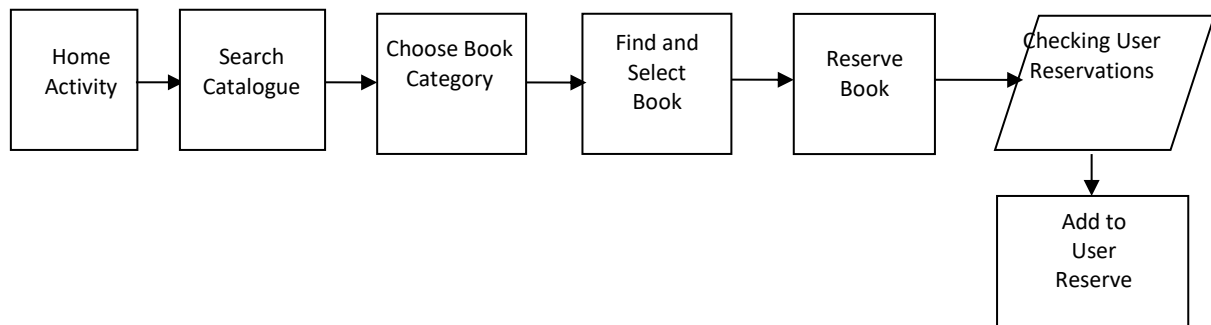 Home
Activity
Search
Catalogue
Choose Book
Category
Find and
Select
Book
Reserve
Book
Checking User
Reservations
Add to
User
Reserve